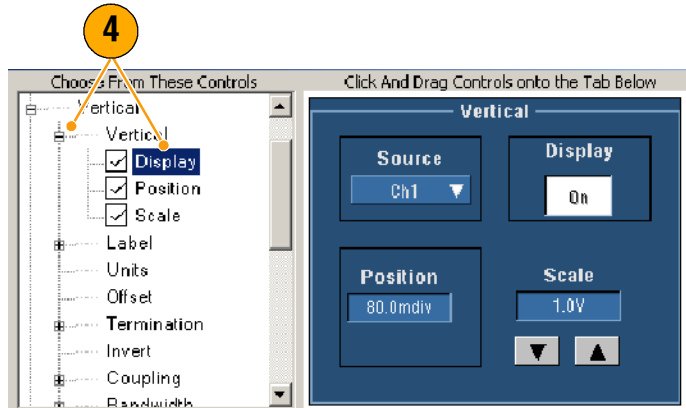 4
Choose From These Controls
Vertical
Vertical
Display
Position
Scale
Label
Units
Offset
Termination
Invert
Coupling
Bandwidth
Click And Drag Controls onto the Tab Below
Vertical
Source
Ch1
Display
On
Position
80.0mdiv
Scale
1.0V